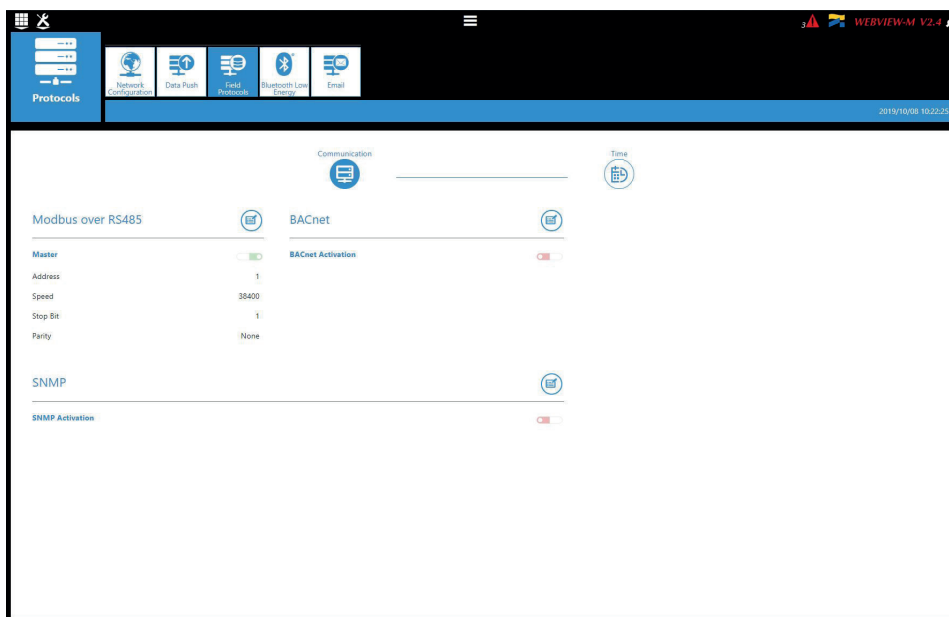 3
WEBVIEW-M V2.4
Protocols
Network
Configuration
Data Push
Field
Protocols
Bluetooth Low
Energy
Email
2019/10/08 10:22:25
Communication
Time
Modbus over RS485
BACnet
Master
BACnet Activation
Address 1
Speed 38400
Stop Bit 1
Parity None
SNMP
SNMP Activation